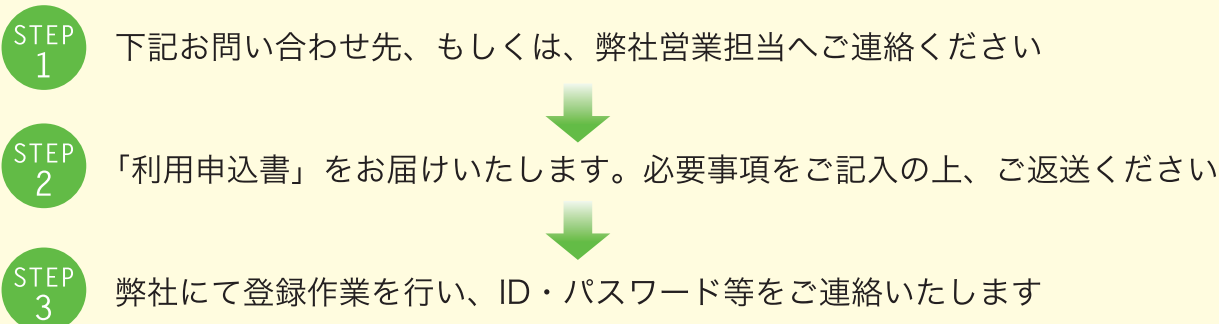 STEP
1
下記お問い合わせ先、もしくは、弊社営業担当へご連絡ください
STEP
2
「利用申込書」をお届けいたします。必要事項をご記入の上、ご返送ください
STEP
3
弊社にて登録作業を行い、ID・パスワード等をご連絡いたします